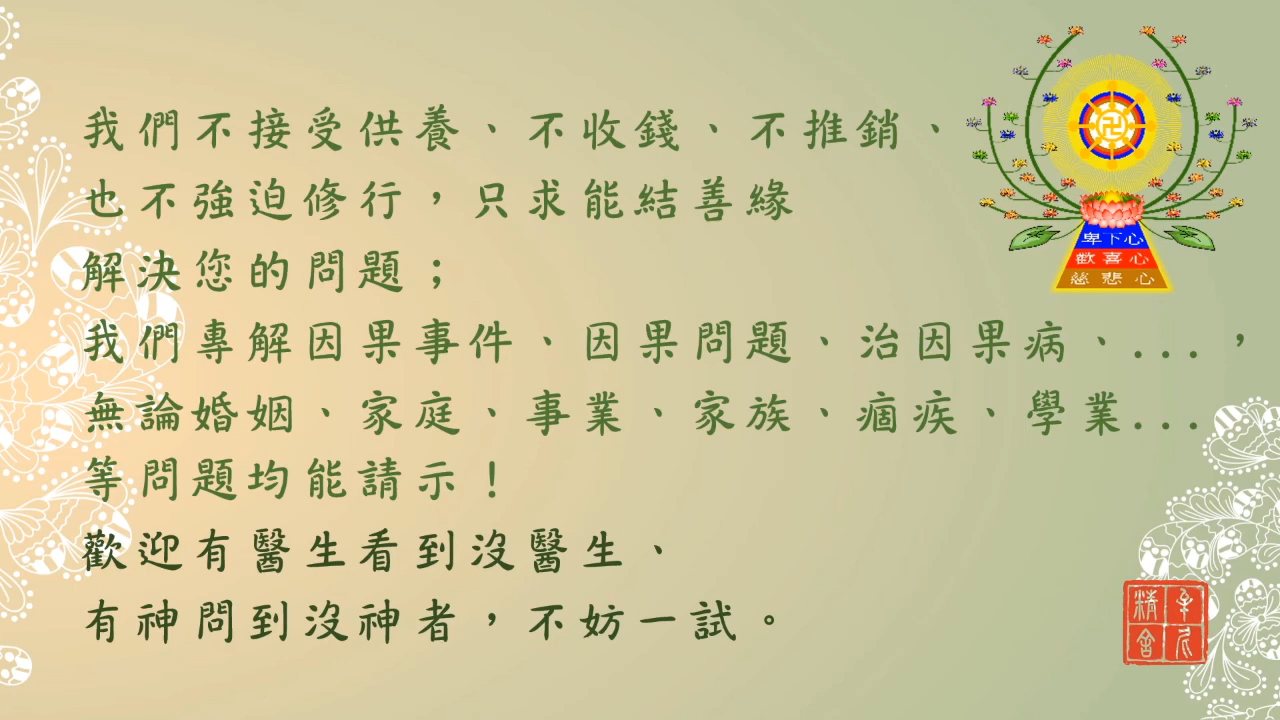 我們不接受供養、不收錢、不推銷、
也不強迫修行，只求能結善緣
解決您的問題；
我們專解因果事件、因果問題、治因果病、...，
無論婚姻、家庭、事業、家族、痼疾、學業...
等問題均能請示！
歡迎有醫生看到沒醫生、
有神問到沒神者，不妨一試。
卍
卑下心
歡喜心
慈悲心
精舍